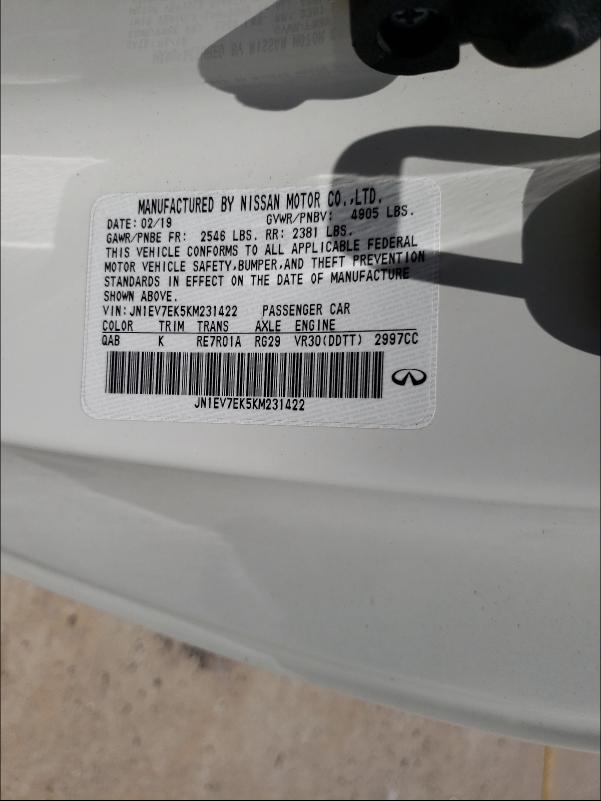 MANUFACTURED BY NISSAN MOTOR CO.,LTD.
DATE: 02/19 GVWR/PNBV: 4905 LBS.
GAWR/PNBE FR: 2546 LBS. RR: 2381 LBS.
THIS VEHICLE CONFORMS TO ALL APPLICABLE FEDERAL
MOTOR VEHICLE SAFETY,BUMPER,AND THEFT PREVENTION
STANDARDS IN EFFECT ON THE DATE OF MANUFACTURE
SHOWN ABOVE.
VIN: JN1EV7EK5KM231422 PASSENGER CAR
COLOR TRIM TRANS AXLE ENGINE
QAB K RE7R01A RG29 VR30(DDTT) 2997CC
JN1EV7EK5KM231422